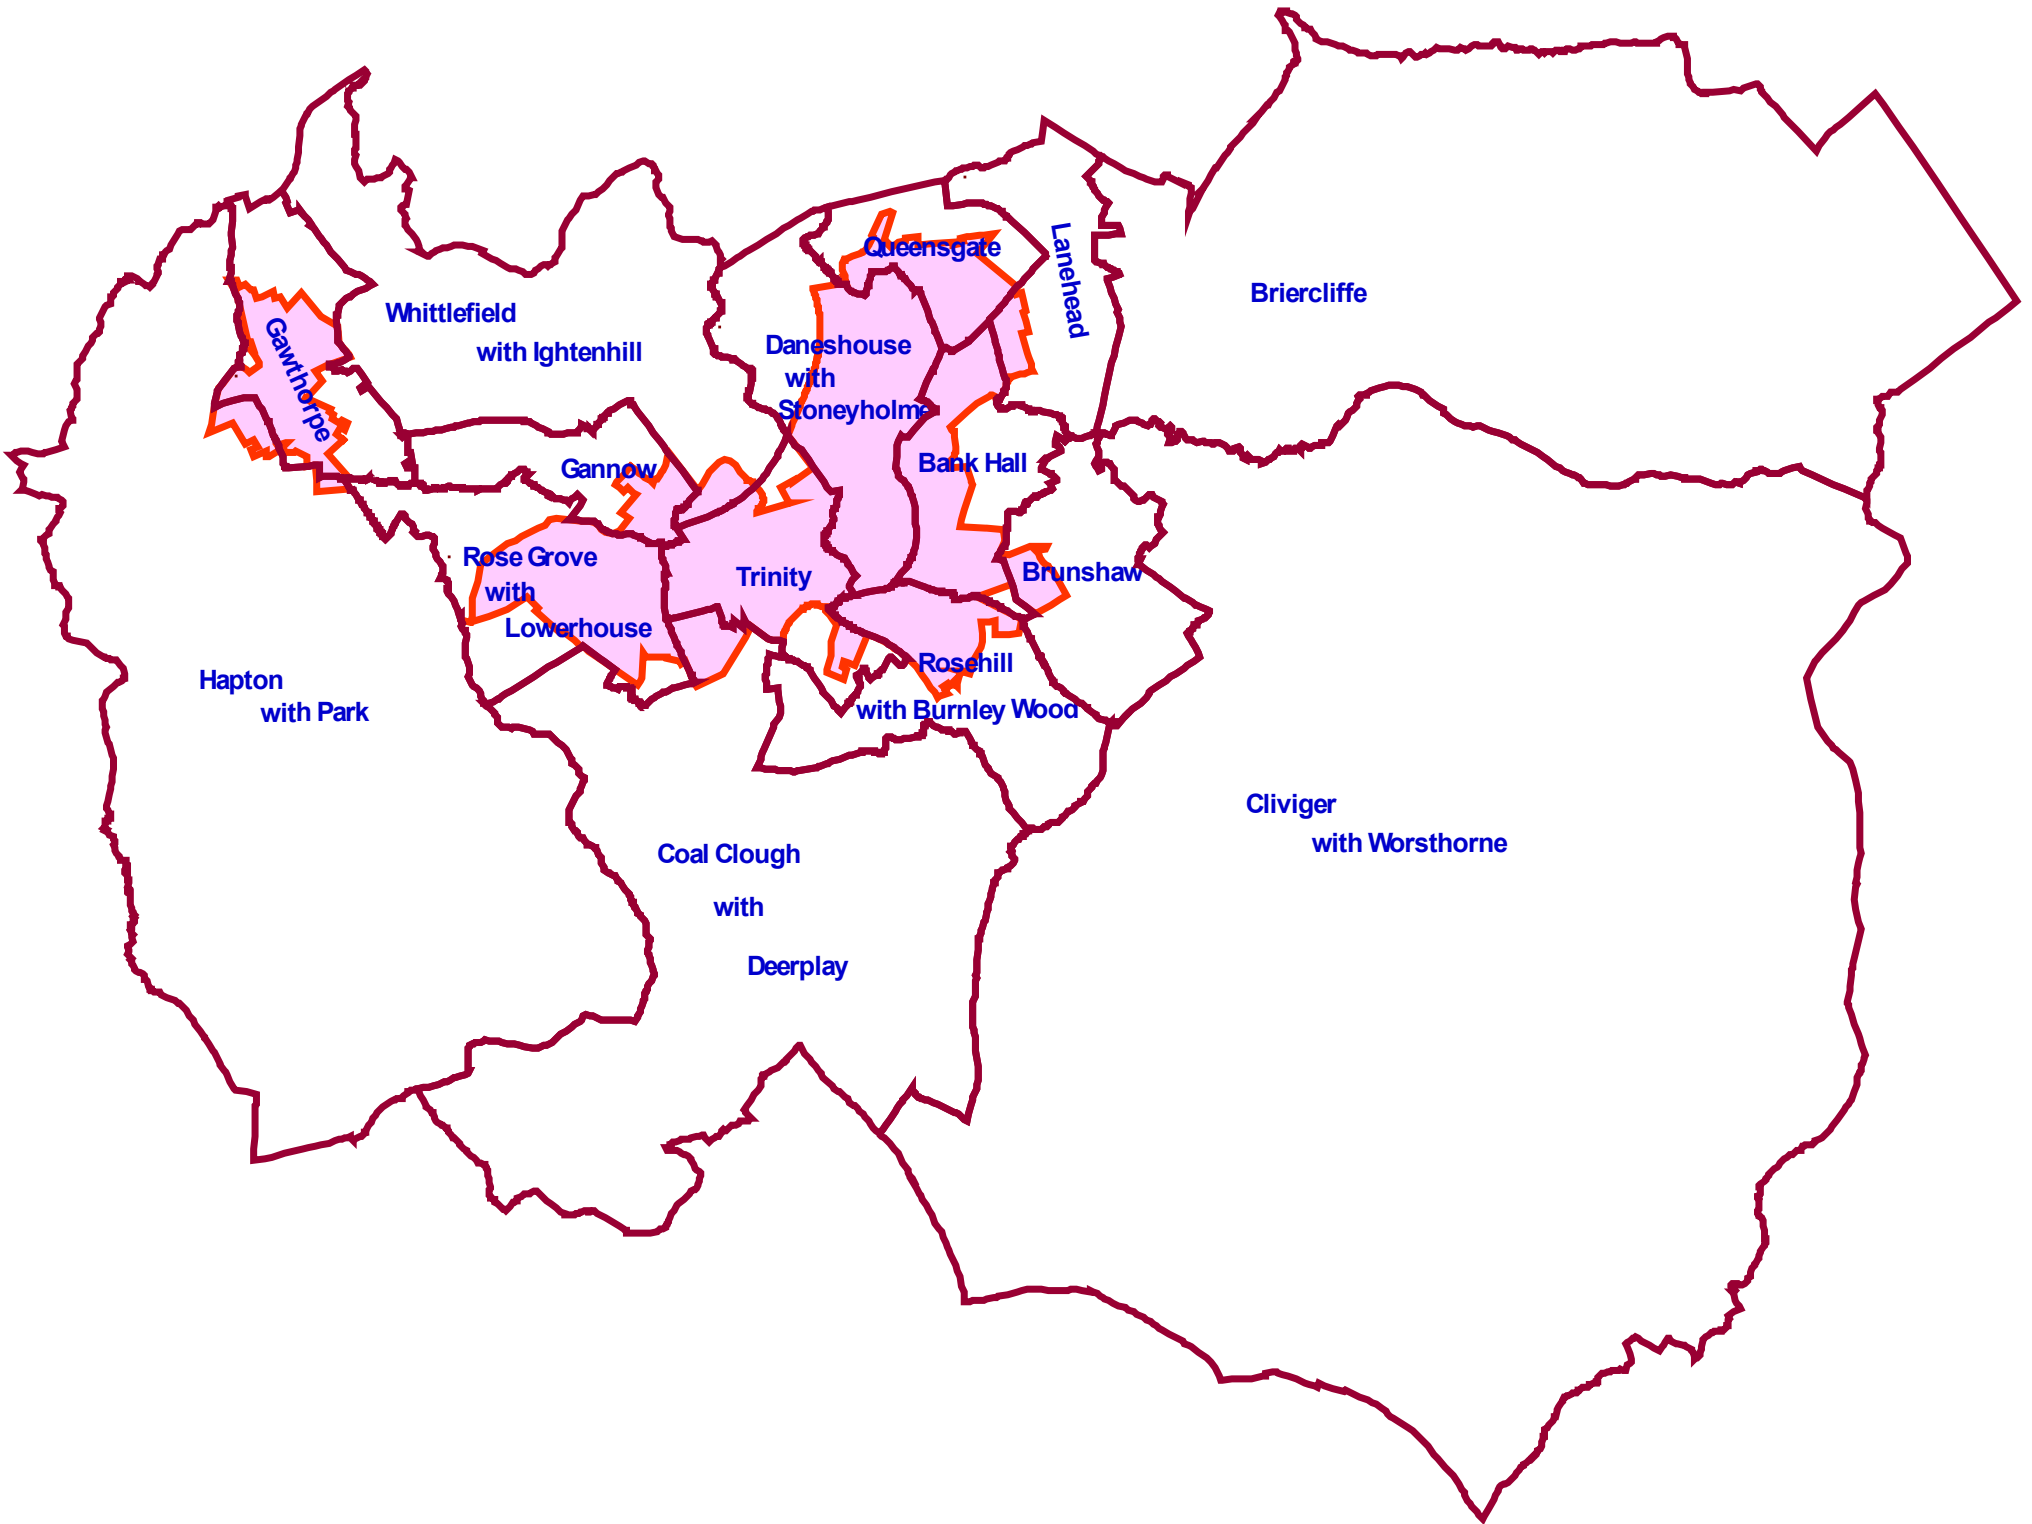 Queensgate
Lanehead
Briercliffe
Whittlefield
with Ightenhill
Gawthorpe
Daneshouse
with
Stoneyholme
Gannow
Bank Hall
Rose Grove
with
Lowerhouse
Trinity
Brunshaw
Rosehill
with Burnley Wood
Hapton
with Park
Cliviger
with Worsthorne
Coal Clough
with
Deerplay